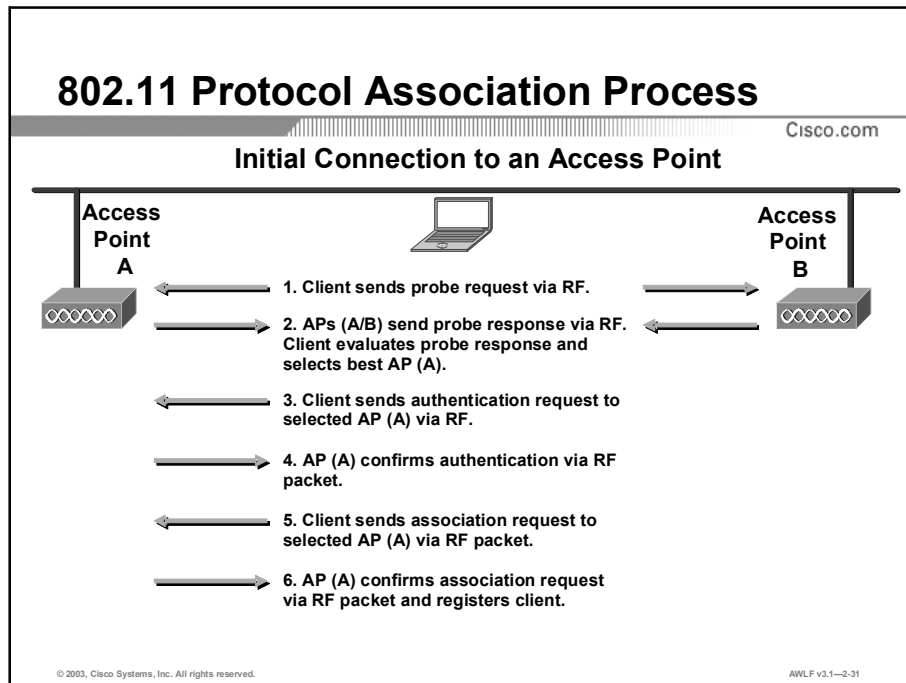 802.11 Protocol Association Process
Cisco.com
Initial Connection to an Access Point
Access
Point
A
Access
Point
B
1. Client sends probe request via RF.
2. APs (A/B) send probe response via RF.
Client evaluates probe response and
selects best AP (A).
3. Client sends authentication request to
selected AP (A) via RF.
4. AP (A) confirms authentication via RF
packet.
5. Client sends association request to
selected AP (A) via RF packet.
6. AP (A) confirms association request
via RF packet and registers client.
© 2003, Cisco Systems, Inc. All rights reserved.
AWLF v3.1—2-31